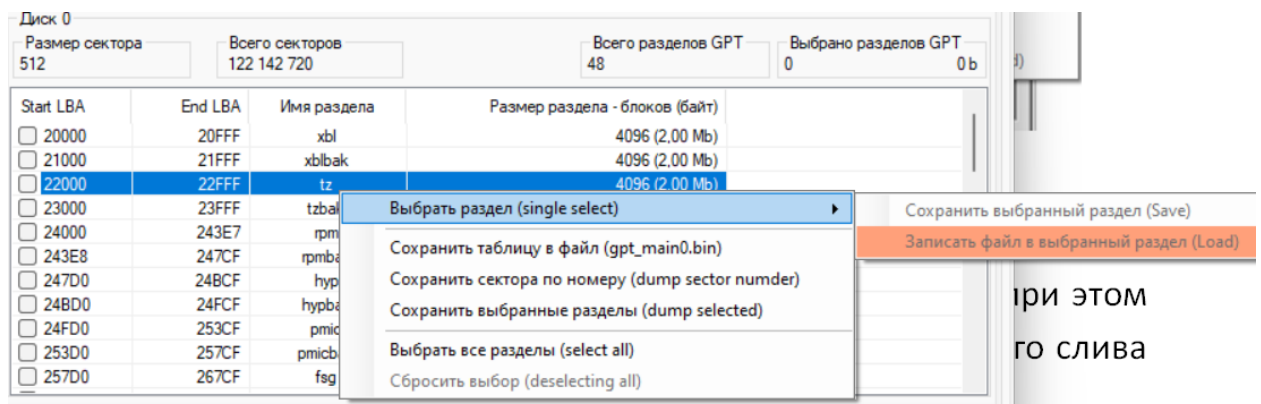 Диск 0
Размер сектора Всего секторов Всего разделов GPT Выбрано разделов GPT
512 122 142 720 48 0 0 b
Start LBA End LBA Имя раздела Размер раздела - блоков (байт)
20000 20FFF xbl 4096 (2,00 Mb)
21000 21FFF xblbak 4096 (2,00 Mb)
22000 22FFF tz 4096 (2,00 Mb)
23000 23FFF Выбрать раздел (single select) Сохранить выбранный раздел (Save)
24000 243E7 rpm Записать файл в выбранный раздел (Load)
243E8 247CF Сохранить таблицу в файл (gpt_main0.bin)
247D0 24BCF hyp Сохранить сектора по номеру (dump sector numder)
24BD0 24FCF Сохранить выбранные разделы (dump selected) при этом
24FD0 253CF
253D0 257CF Выбрать все разделы (select all) го слива
257D0 267CF fsg Сбросить выбор (deselecting all)